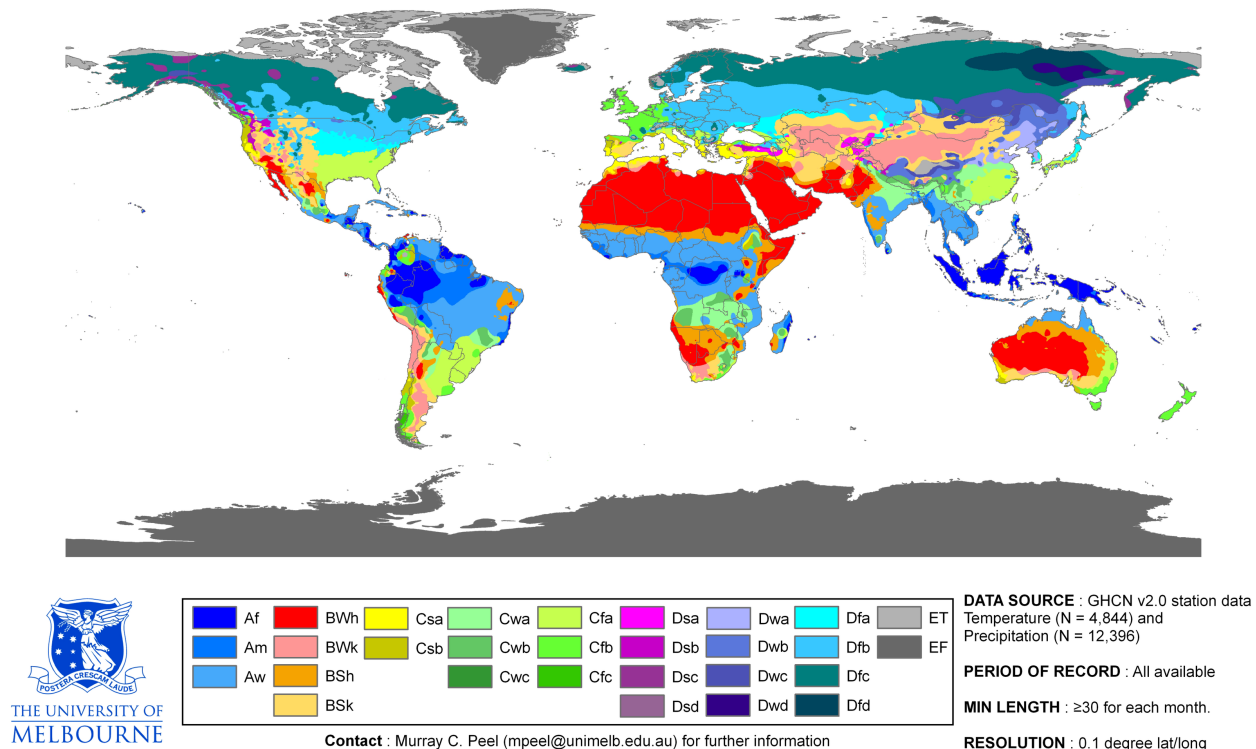 POSTERA CRESCAM LAUDE
THE UNIVERSITY OF
MELBOURNE
Af
Am
Aw
BWh
BWk
BSh
BSk
Csa
Csb
Cwa
Cwb
Cwc
Cfa
Cfb
Cfc
Dsa
Dsb
Dsc
Dsd
Dwa
Dwb
Dwc
Dwd
Dfa
Dfb
Dfc
Dfd
ET
EF
Contact : Murray C. Peel (mpeel@unimelb.edu.au) for further information
DATA SOURCE : GHCN v2.0 station data
Temperature (N = 4,844) and
Precipitation (N = 12,396)
PERIOD OF RECORD : All available
MIN LENGTH : ≥30 for each month.
RESOLUTION : 0.1 degree lat/long